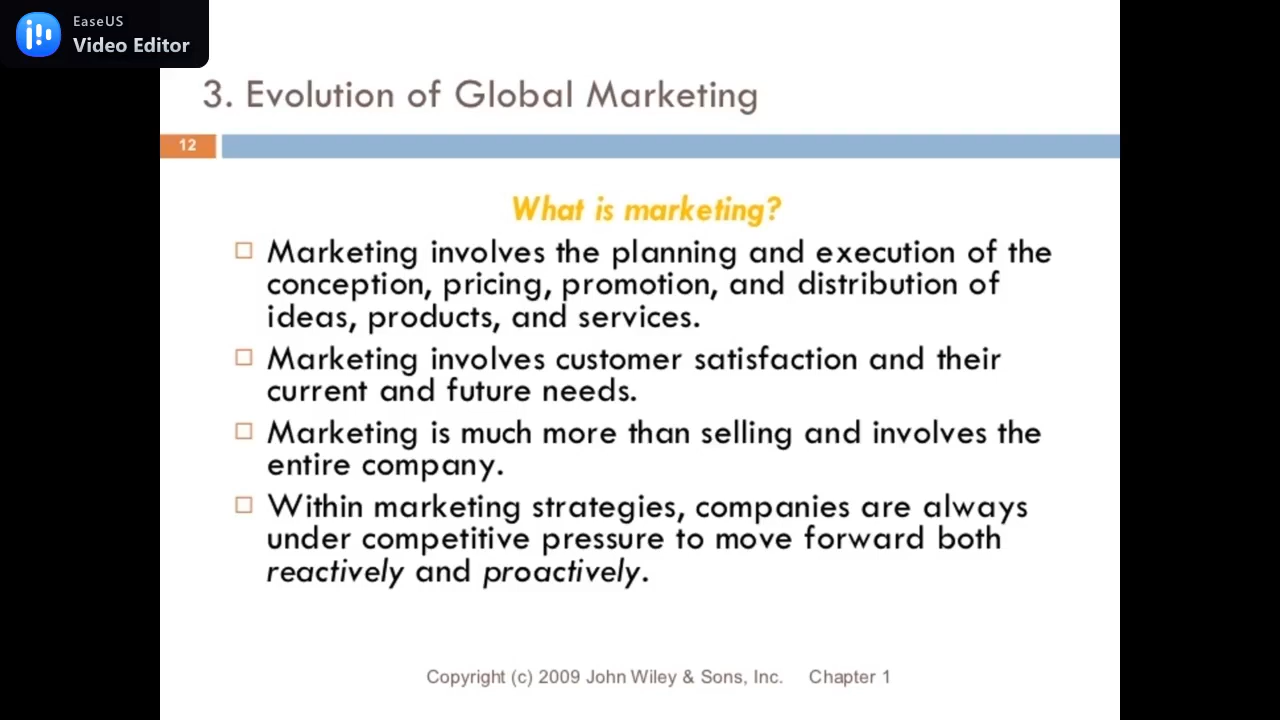 EaseUS
Video Editor
3. Evolution of Global Marketing
12
What is marketing?
Marketing involves the planning and execution of the
conception, pricing, promotion, and distribution of
ideas, products, and services.
Marketing involves customer satisfaction and their
current and future needs.
Marketing is much more than selling and involves the
entire company.
Within marketing strategies, companies are always
under competitive pressure to move forward both
reactively and proactively.
Copyright (c) 2009 John Wiley & Sons, Inc. Chapter 1